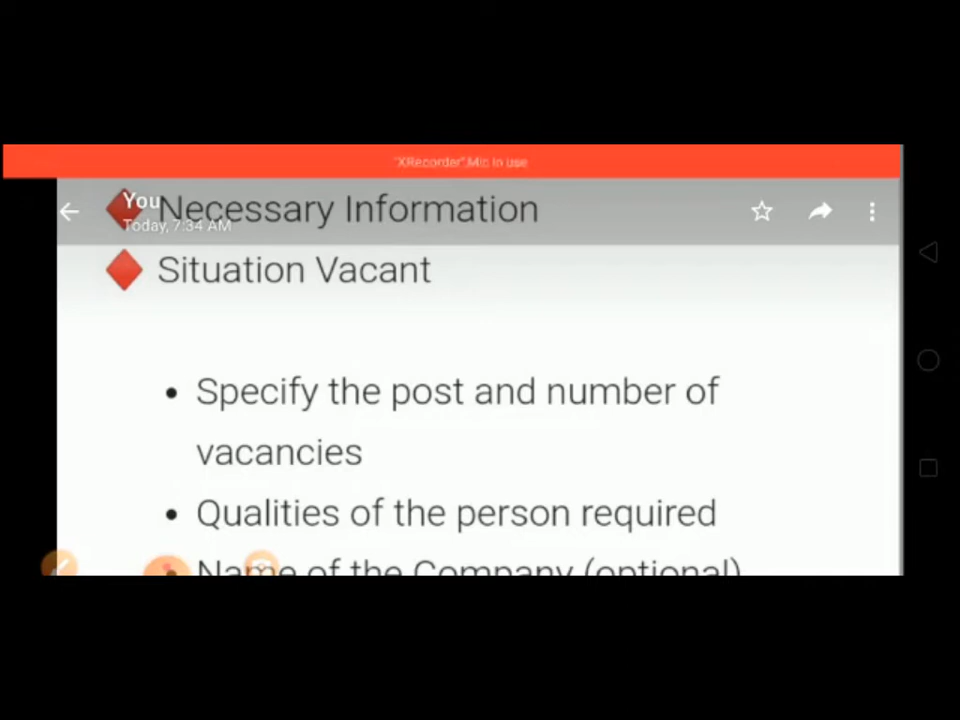 "XRecorder".Mic in use
You
Necessary Information
Today, 7:34 AM
Situation Vacant
• Specify the post and number of
vacancies
• Qualities of the person required
• Name of the Company (optional)